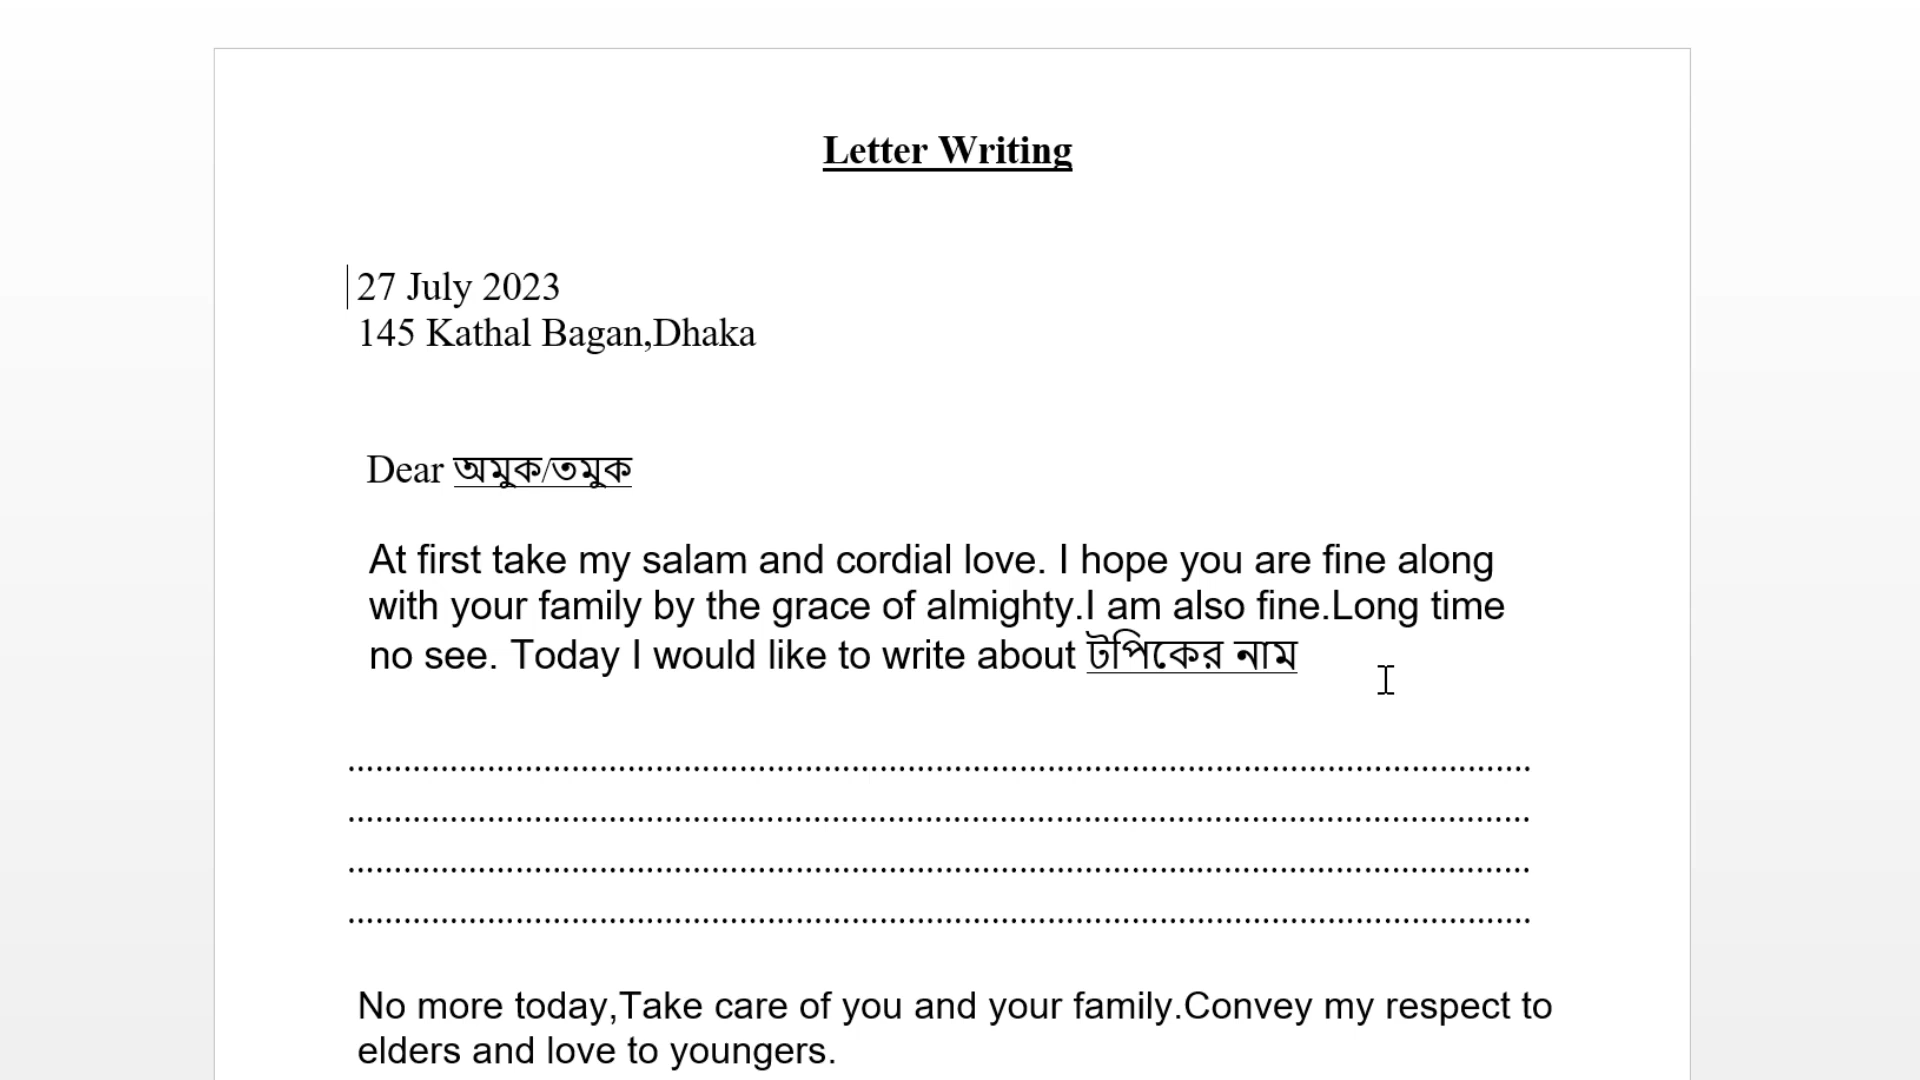 Letter Writing
27 July 2023
145 Kathal Bagan,Dhaka
Dear অমুক/তমুক
At first take my salam and cordial love. I hope you are fine along
with your family by the grace of almighty.I am also fine.Long time
no see. Today I would like to write about টপিকের নাম
................................................................................................................................
................................................................................................................................
................................................................................................................................
................................................................................................................................
No more today,Take care of you and your family.Convey my respect to
elders and love to youngers.